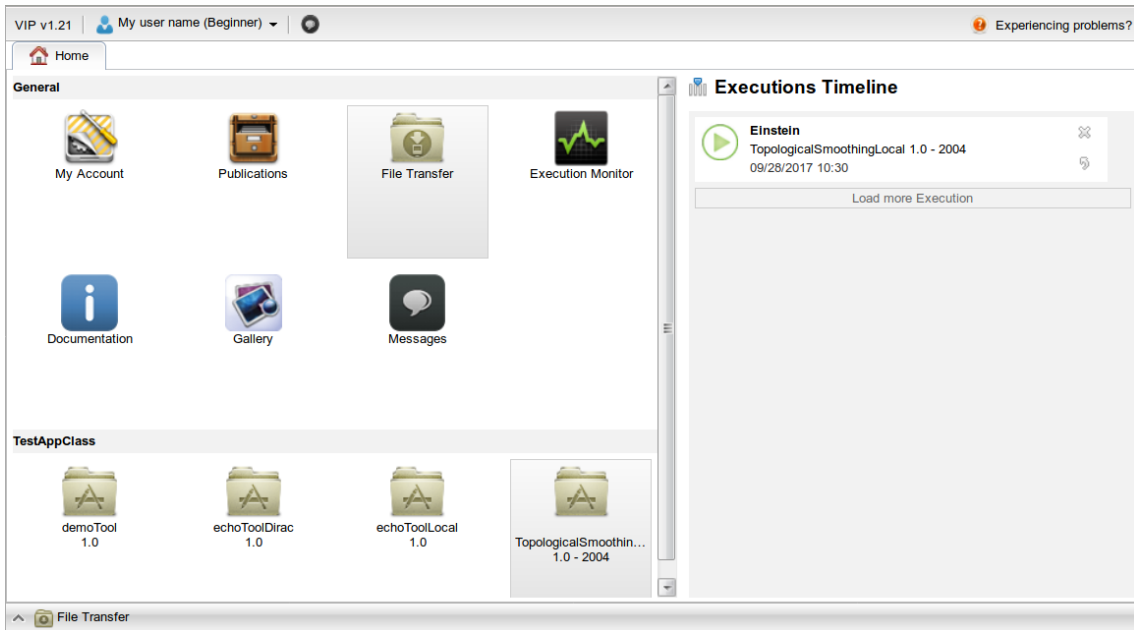 VIP v1.21 My user name (Beginner) Experiencing problems?
Home
General
My Account Publications File Transfer Execution Monitor
Documentation Gallery Messages
TestAppClass
demoTool echoToolDirac echoToolLocal TopologicalSmoothin...
1.0 1.0 1.0 1.0 - 2004
Executions Timeline
Einstein
TopologicalSmoothingLocal 1.0 - 2004
09/28/2017 10:30
Load more Execution
File Transfer